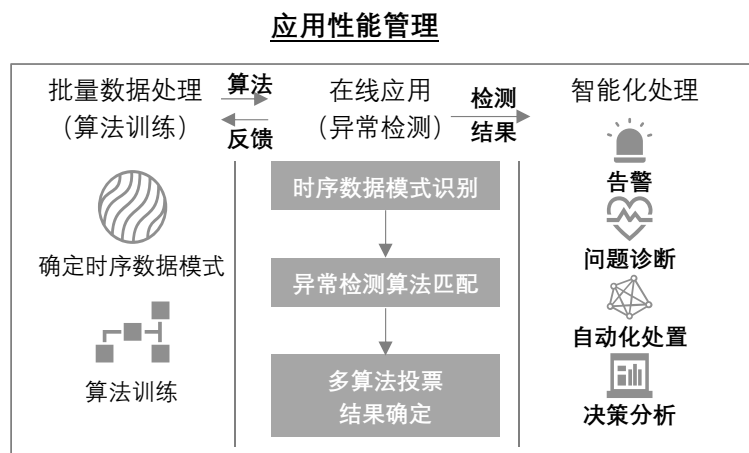 应用性能管理
批量数据处理
（算法训练）
算法
反馈
在线应用
（异常检测）
检测
结果
智能化处理
确定时序数据模式
算法训练
时序数据模式识别
异常检测算法匹配
多算法投票
结果确定
告警
问题诊断
自动化处置
决策分析